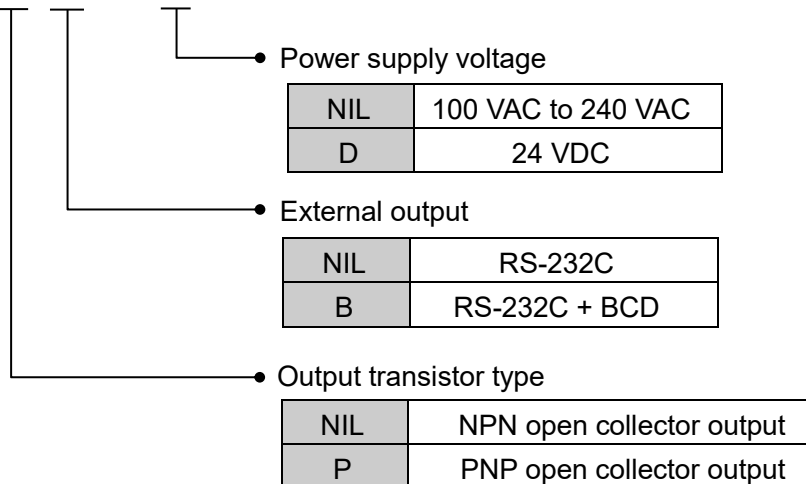 Power supply voltage
NIL 100 VAC to 240 VAC
D 24 VDC
External output
NIL RS-232C
B RS-232C + BCD
Output transistor type
NIL NPN open collector output
P PNP open collector output